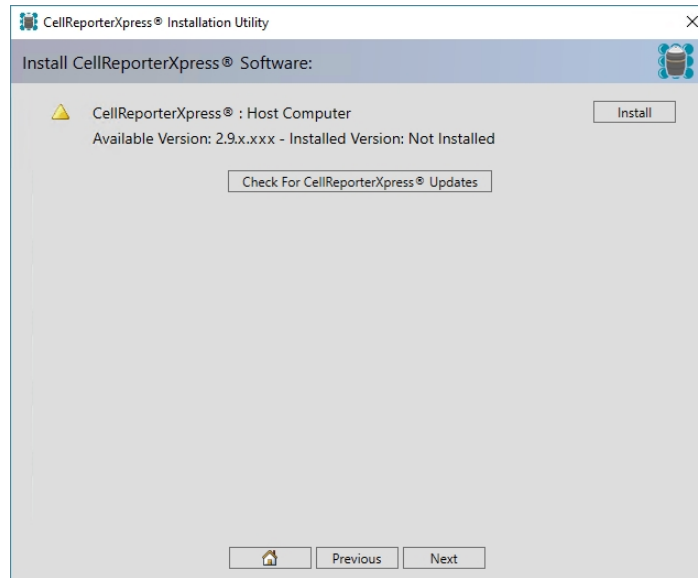 CellReporterXpress® Installation Utility
Install CellReporterXpress® Software:
CellReporterXpress® : Host Computer
Install
Available Version: 2.9.x.xxx - Installed Version: Not Installed
Check For CellReporterXpress® Updates
Previous
Next